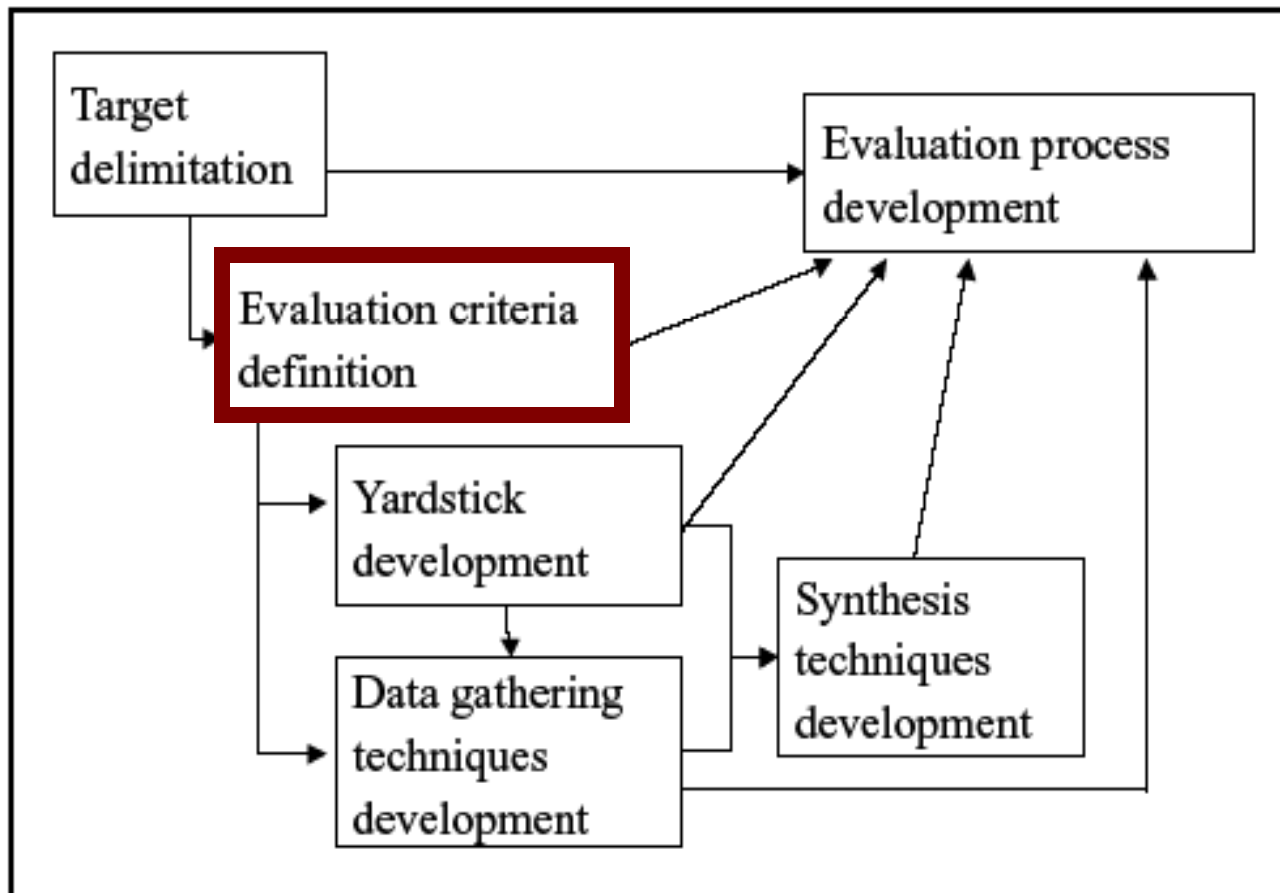 Target
delimitation
Evaluation process
development
Evaluation criteria
definition
Yardstick
development
Synthesis
techniques
development
Data gathering
techniques
development